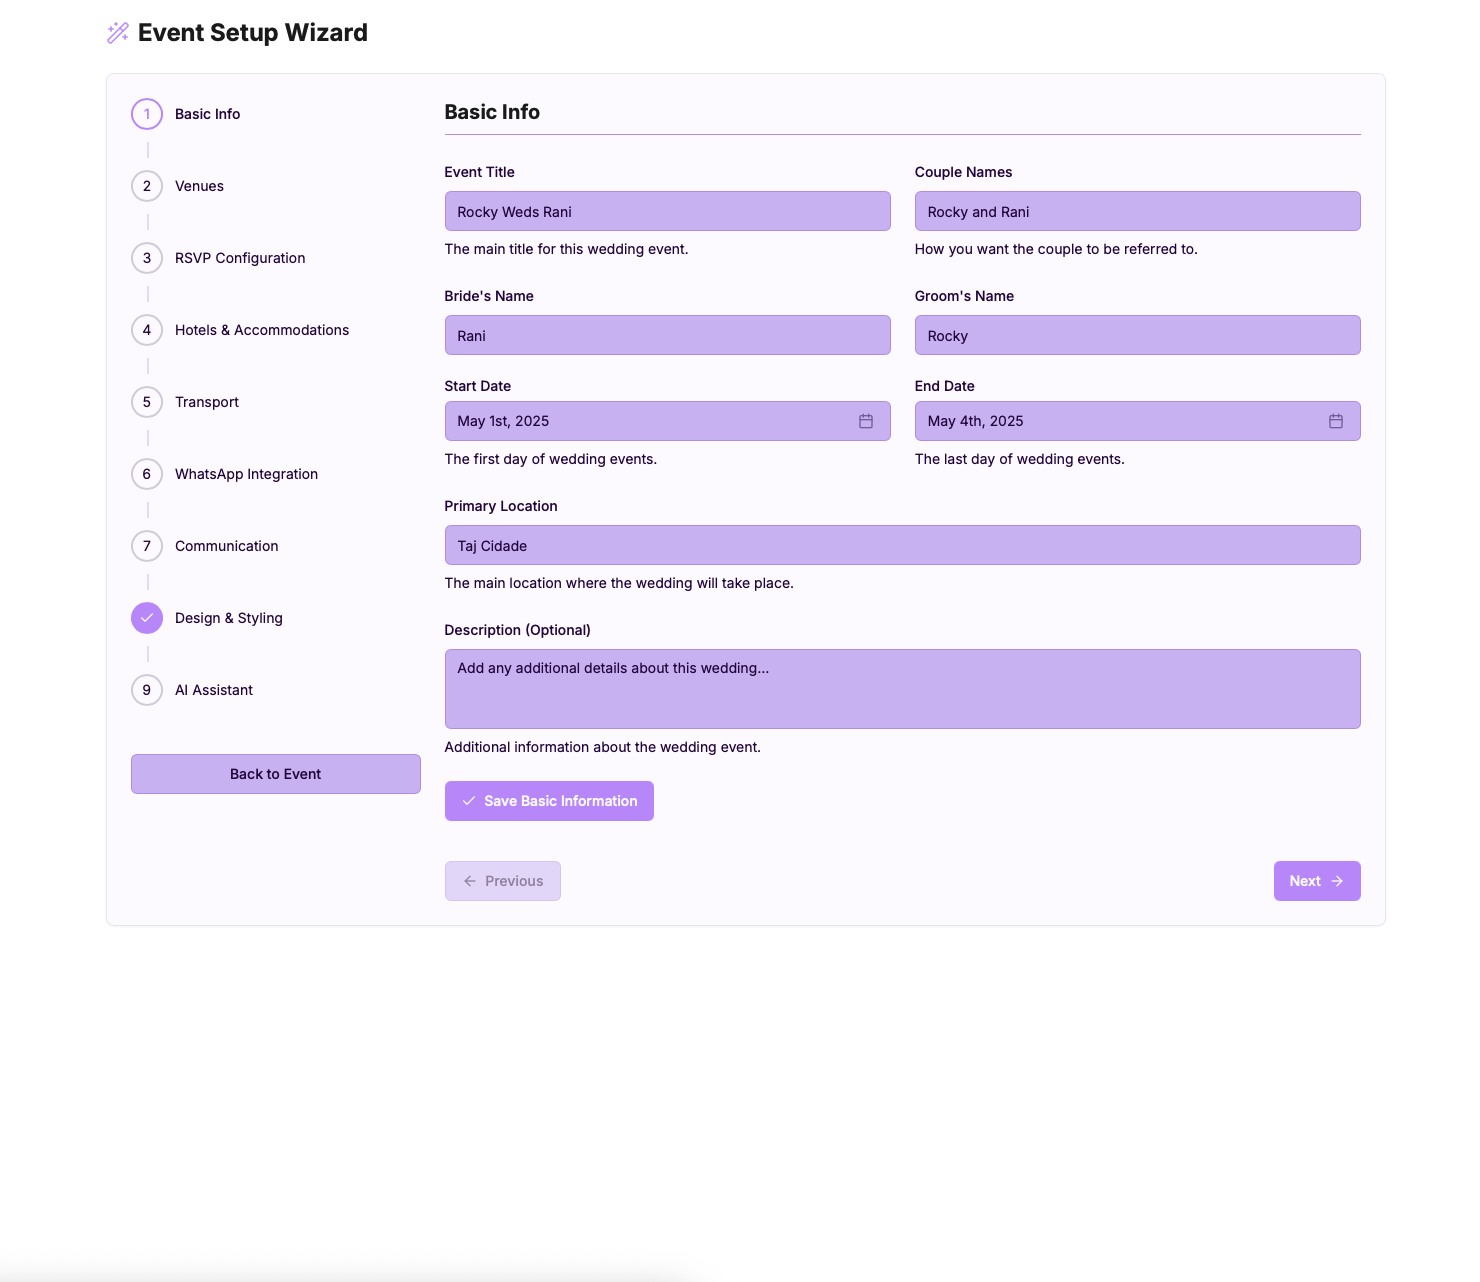 Event Setup Wizard
1 Basic Info
2 Venues
3 RSVP Configuration
4 Hotels & Accommodations
5 Transport
6 WhatsApp Integration
7 Communication
Design & Styling
9 AI Assistant
Back to Event
Basic Info
Event Title
Rocky Weds Rani
The main title for this wedding event.
Couple Names
Rocky and Rani
How you want the couple to be referred to.
Bride's Name
Rani
Groom's Name
Rocky
Start Date
May 1st, 2025
The first day of wedding events.
End Date
May 4th, 2025
The last day of wedding events.
Primary Location
Taj Cidade
The main location where the wedding will take place.
Description (Optional)
Add any additional details about this wedding...
Additional information about the wedding event.
Save Basic Information
Previous
Next